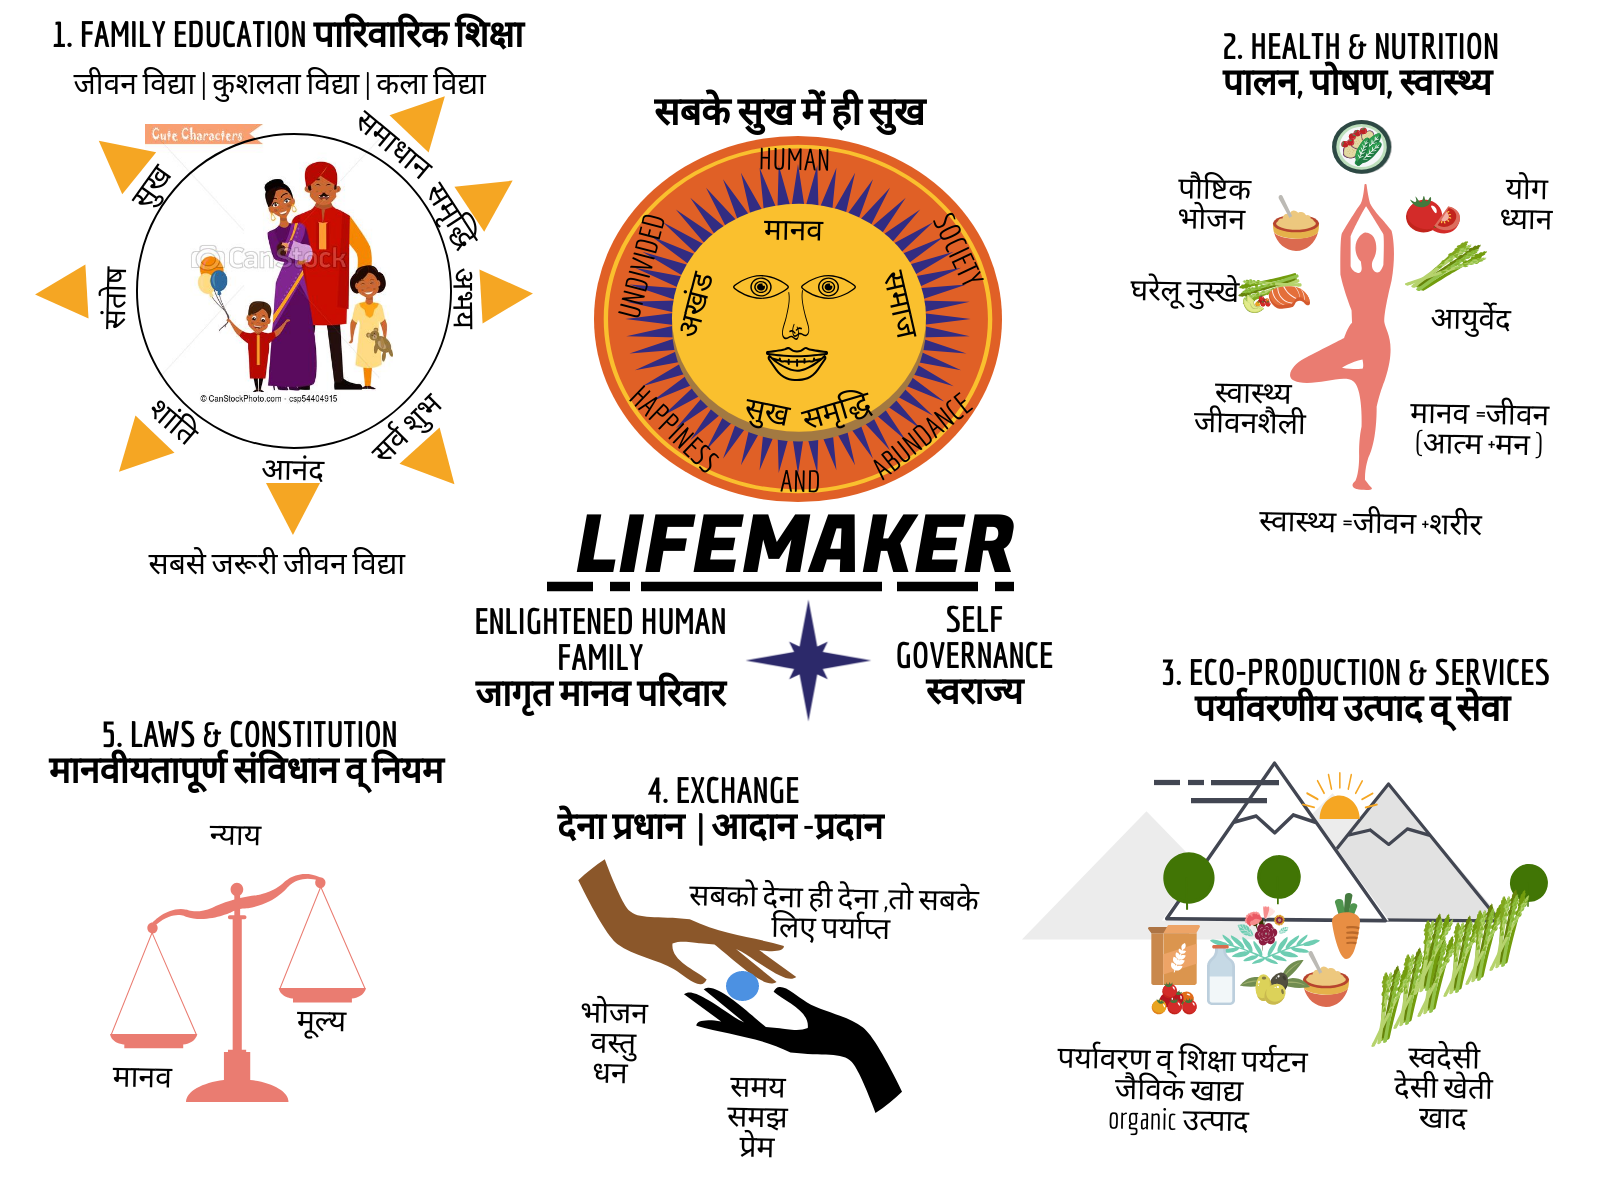 1. FAMILY EDUCATION पारिवारिक शिक्षा
जीवन विद्या | कुशलता विद्या | कला विद्या
Cute Characters
समाधान
समृद्धि
अभय
सर्व शुभ
आनंद
शांति
संतोष
सुख
CanStock
© CanStockPhoto.com - csp54404915
सबसे जरूरी जीवन विद्या
सबके सुख में ही सुख
HUMAN
UNDIVIDED
SOCIETY
मानव
अखंड
समाज
सुख समृद्धि
HAPPINESS
AND
ABUNDANCE
LIFEMAKER
ENLIGHTENED HUMAN
FAMILY
जागृत मानव परिवार
SELF
GOVERNANCE
स्वराज्य
2. HEALTH & NUTRITION
पालन, पोषण, स्वास्थ्य
पौष्टिक
भोजन
योग
ध्यान
घरेलू नुस्खे
आयुर्वेद
स्वास्थ्य
जीवनशैली
मानव =जीवन
(आत्म +मन )
स्वास्थ्य =जीवन +शरीर
3. ECO-PRODUCTION & SERVICES
पर्यावरणीय उत्पाद व् सेवा
पर्यावरण व् शिक्षा पर्यटन
जैविक खाद्य
organic उत्पाद
स्वदेसी
देसी खेती
खाद
4. EXCHANGE
देना प्रधान | आदान -प्रदान
सबको देना ही देना ,तो सबके
लिए पर्याप्त
भोजन
वस्तु
धन
समय
समझ
प्रेम
5. LAWS & CONSTITUTION
मानवीयतापूर्ण संविधान व् नियम
न्याय
मूल्य
मानव